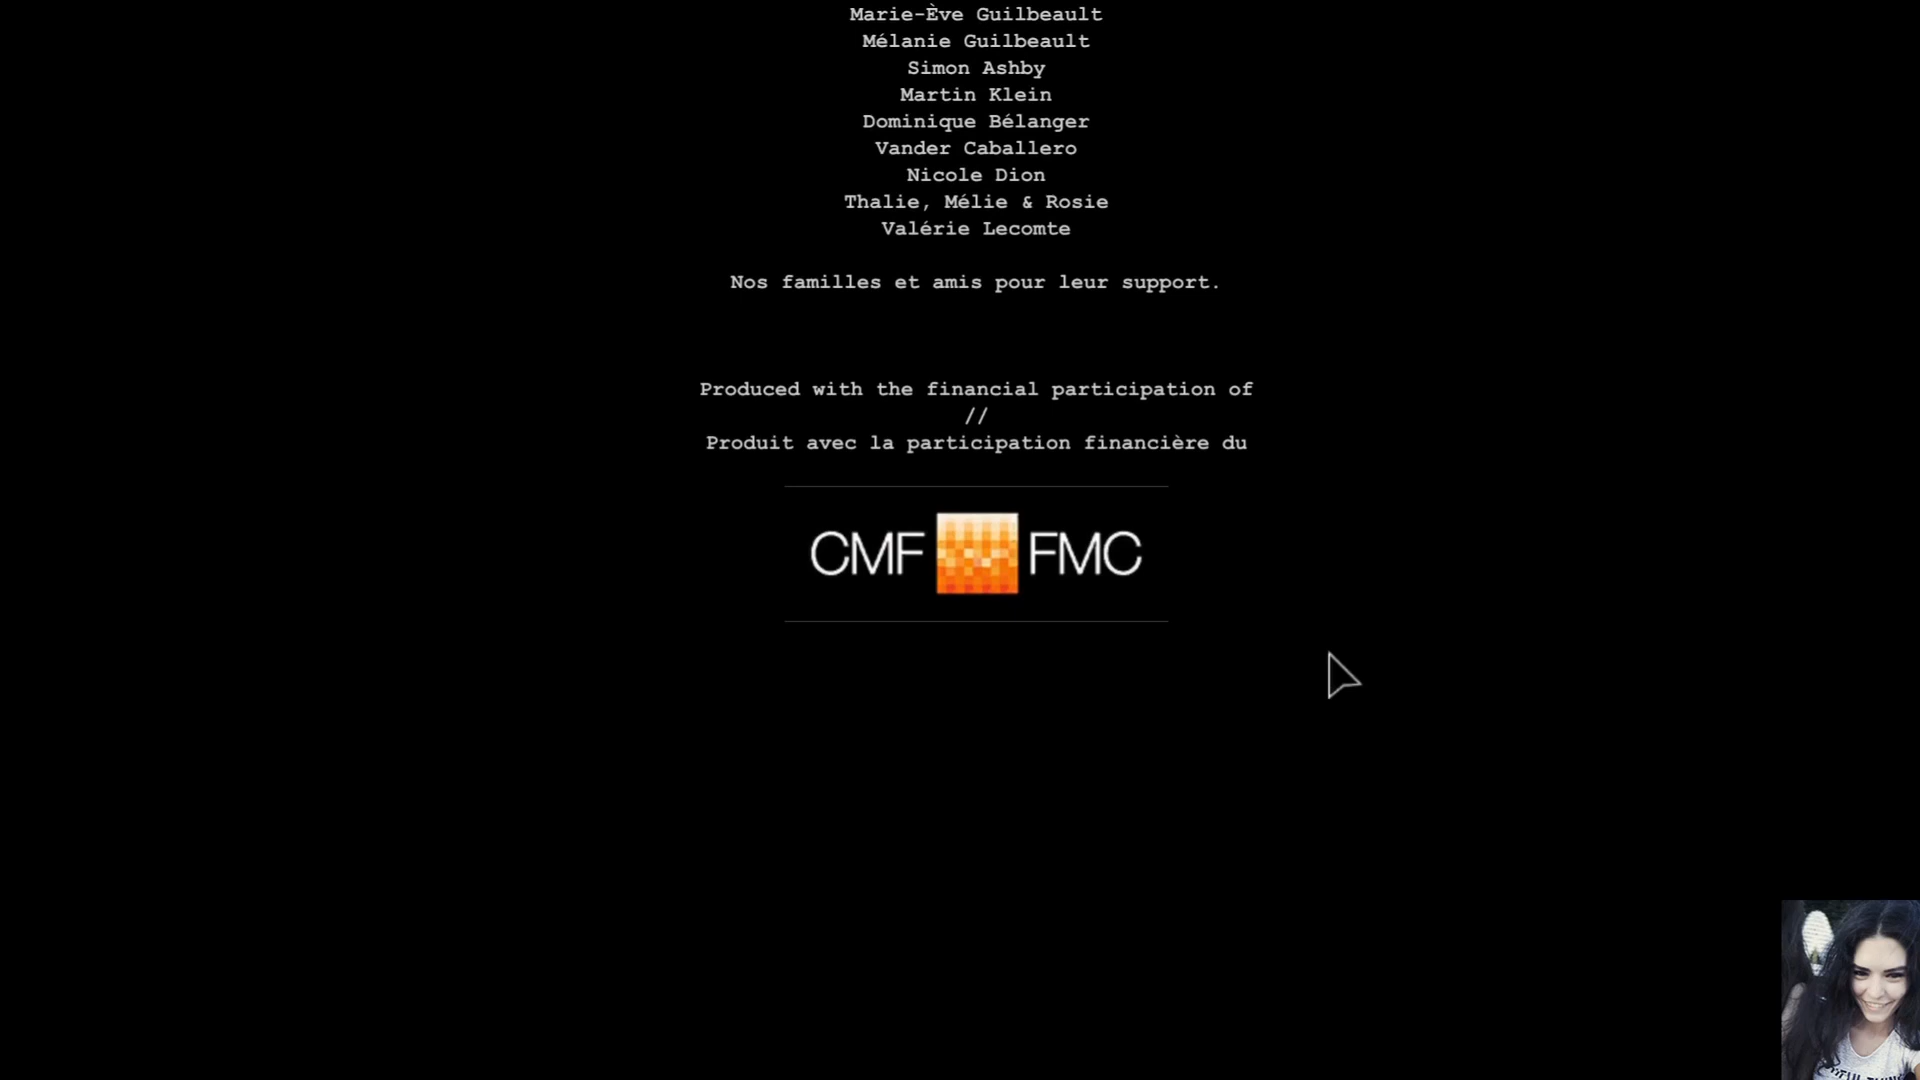 Marie-Ève Guilbeault
Mélanie Guilbeault
Simon Ashby
Martin Klein
Dominique Bélanger
Vander Caballero
Nicole Dion
Thalie, Mélie & Rosie
Valérie Lecomte
Nos familles et amis pour leur support.
Produced with the financial participation of
//
Produit avec la participation financière du
CMF FMC